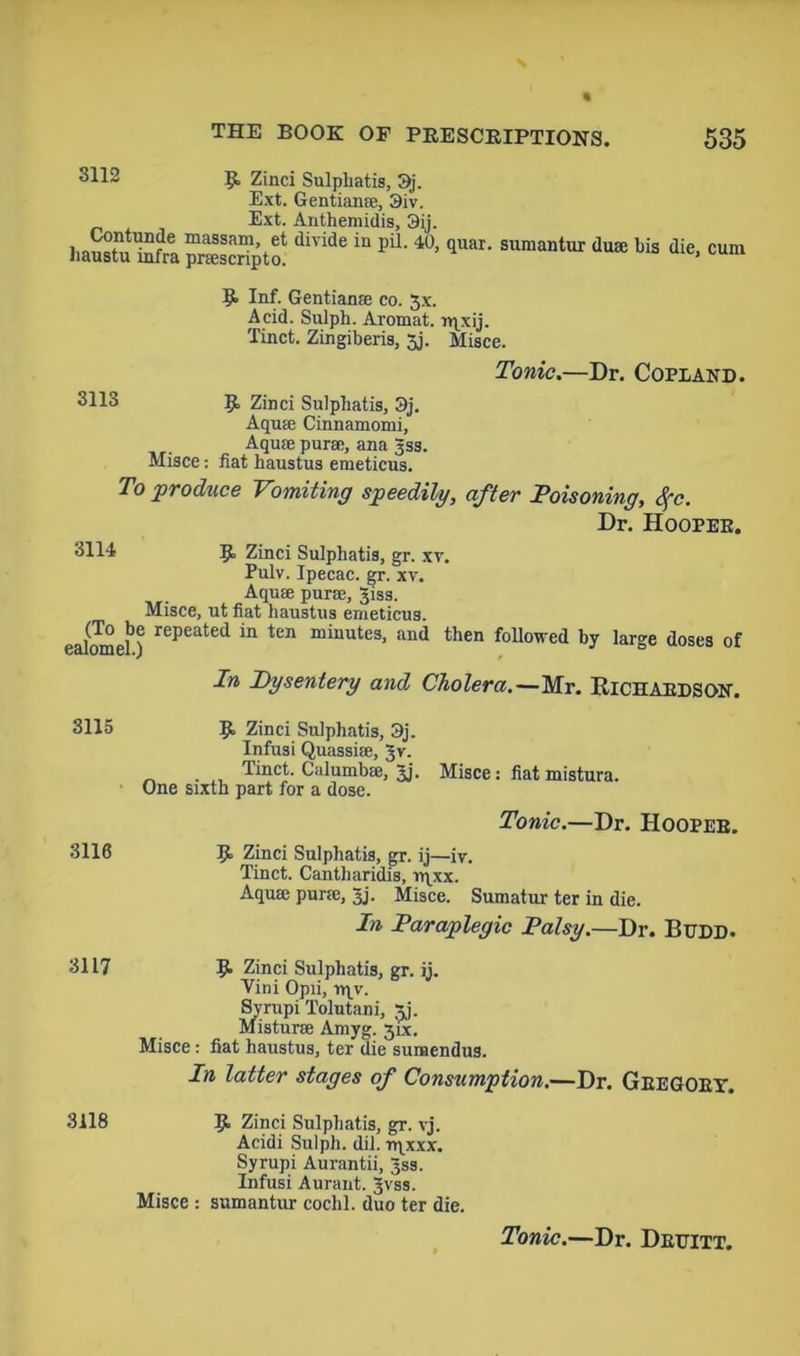 THE BOOK OF PRESCRIPTIONS. 535
3112 ℞ Zinci Sulphatis, ℈j.
Ext. Gentianæ, ℈iv.
Ext. Anthemidis, ℈ij.
Contunde massam, et divide in pil. 40, quar. sumantur duæ bis die, cum
haustu infra præscripto.
℞ Inf. Gentianæ co. ʒx.
Acid. Sulph. Aromat. ♏xij.
Tinct. Zingiberis, ʒj. Misce.
Tonic.—Dr. COPLAND.
3113 ℞ Zinci Sulphatis, ℈j.
Aquæ Cinnamomi,
Aquæ puræ, ana ℥ss.
Misce: fiat haustus emeticus.
To produce Vomiting speedily, after Poisoning, &c.
Dr. HOOPER.
3114 ℞ Zinci Sulphatis, gr. xv.
Pulv. Ipecac. gr. xv.
Aquæ puræ, ℥iss.
Misce, ut fiat haustus emeticus.
(To be repeated in ten minutes, and then followed by large doses of
ealomel.)
In Dysentery and Cholera.—Mr. RICHARDSON.
3115 ℞ Zinci Sulphatis, ℈j.
Infusi Quassiæ, ℥v.
Tinct. Calumbæ, ℥j. Misce: fiat mistura.
One sixth part for a dose.
Tonic.—Dr. HOOPER.
3116 ℞ Zinci Sulphatis, gr. ij—iv.
Tinct. Cantharidis, ♏xx.
Aquæ puræ, ℥j. Misce. Sumatur ter in die.
In Paraplegic Palsy.—Dr. BUDD.
3117 ℞ Zinci Sulphatis, gr. ij.
Vini Opii, ♏v.
Syrupi Tolutani, ʒj.
Misturæ Amyg. ʒix.
Misce: fiat haustus, ter die sumendus.
In latter stages of Consumption.—Dr. GREGORY.
3118 ℞ Zinci Sulphatis, gr. vj.
Acidi Sulph. dil. ♏xxx.
Syrupi Aurantii, ℥ss.
Infusi Aurant. ℥vss.
Misce: sumantur cochl. duo ter die.
Tonic.—Dr. DRUITT.